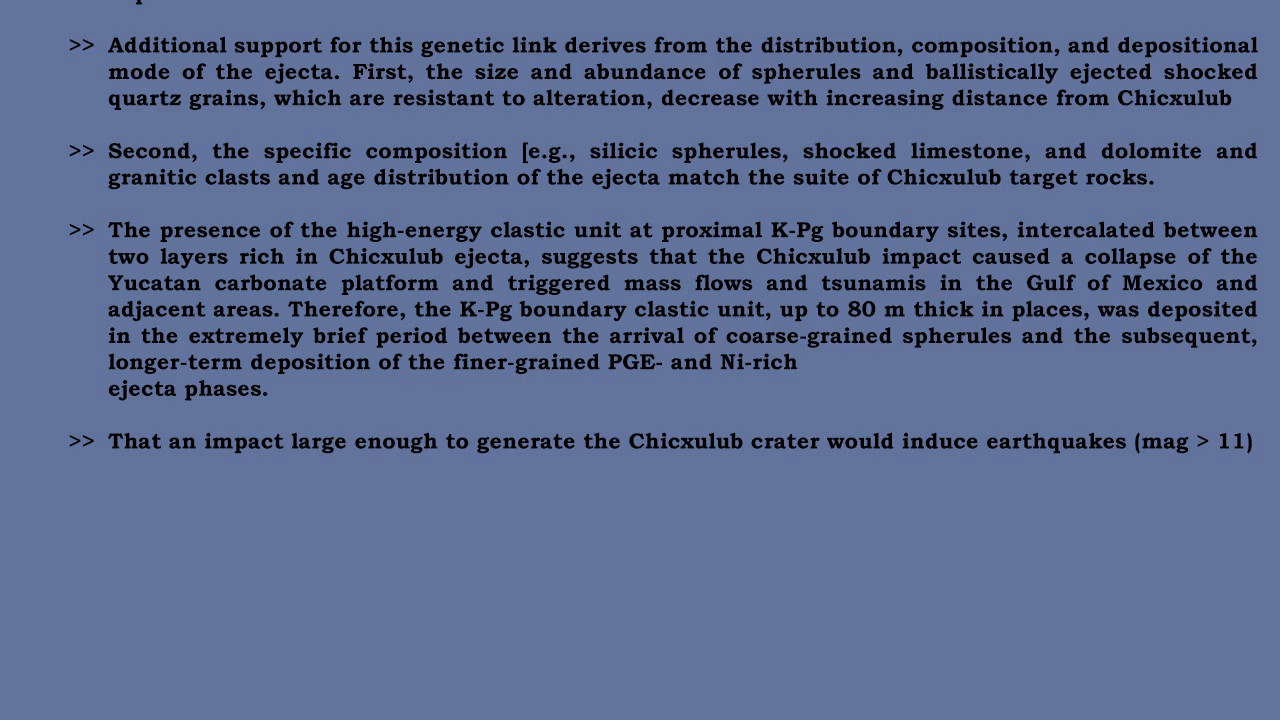 >> Additional support for this genetic link derives from the distribution, composition, and depositional
mode of the ejecta. First, the size and abundance of spherules and ballistically ejected shocked
quartz grains, which are resistant to alteration, decrease with increasing distance from Chicxulub
>> Second, the specific composition [e.g., silicic spherules, shocked limestone, and dolomite and
granitic clasts and age distribution of the ejecta match the suite of Chicxulub target rocks.
>> The presence of the high-energy clastic unit at proximal K-Pg boundary sites, intercalated between
two layers rich in Chicxulub ejecta, suggests that the Chicxulub impact caused a collapse of the
Yucatan carbonate platform and triggered mass flows and tsunamis in the Gulf of Mexico and
adjacent areas. Therefore, the K-Pg boundary clastic unit, up to 80 m thick in places, was deposited
in the extremely brief period between the arrival of coarse-grained spherules and the subsequent,
longer-term deposition of the finer-grained PGE- and Ni-rich
ejecta phases.
>> That an impact large enough to generate the Chicxulub crater would induce earthquakes (mag > 11)